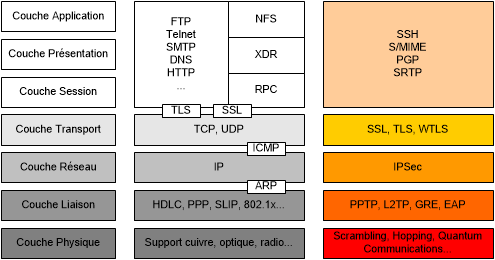 Couche Application
FTP
Telnet
SMTP
DNS
HTTP
...
NFS
SSH
S/MIME
PGP
SRTP
Couche Présentation
XDR
Couche Session
RPC
TLS
SSL
Couche Transport
TCP, UDP
SSL, TLS, WTLS
ICMP
Couche Réseau
IP
IPSec
ARP
Couche Liaison
HDLC, PPP, SLIP, 802.1x...
PPTP, L2TP, GRE, EAP
Couche Physique
Support cuivre, optique, radio...
Scrambling, Hopping, Quantum
Communications...